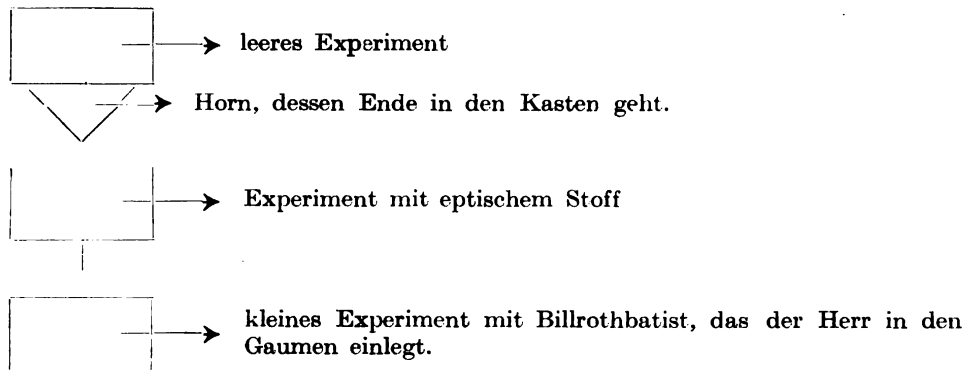 leeres Experiment
Horn, dessen Ende in den Kasten geht.
Experiment mit eptischem Stoff
kleines Experiment mit Billrothbatist, das der Herr in den
Gaumen einlegt.